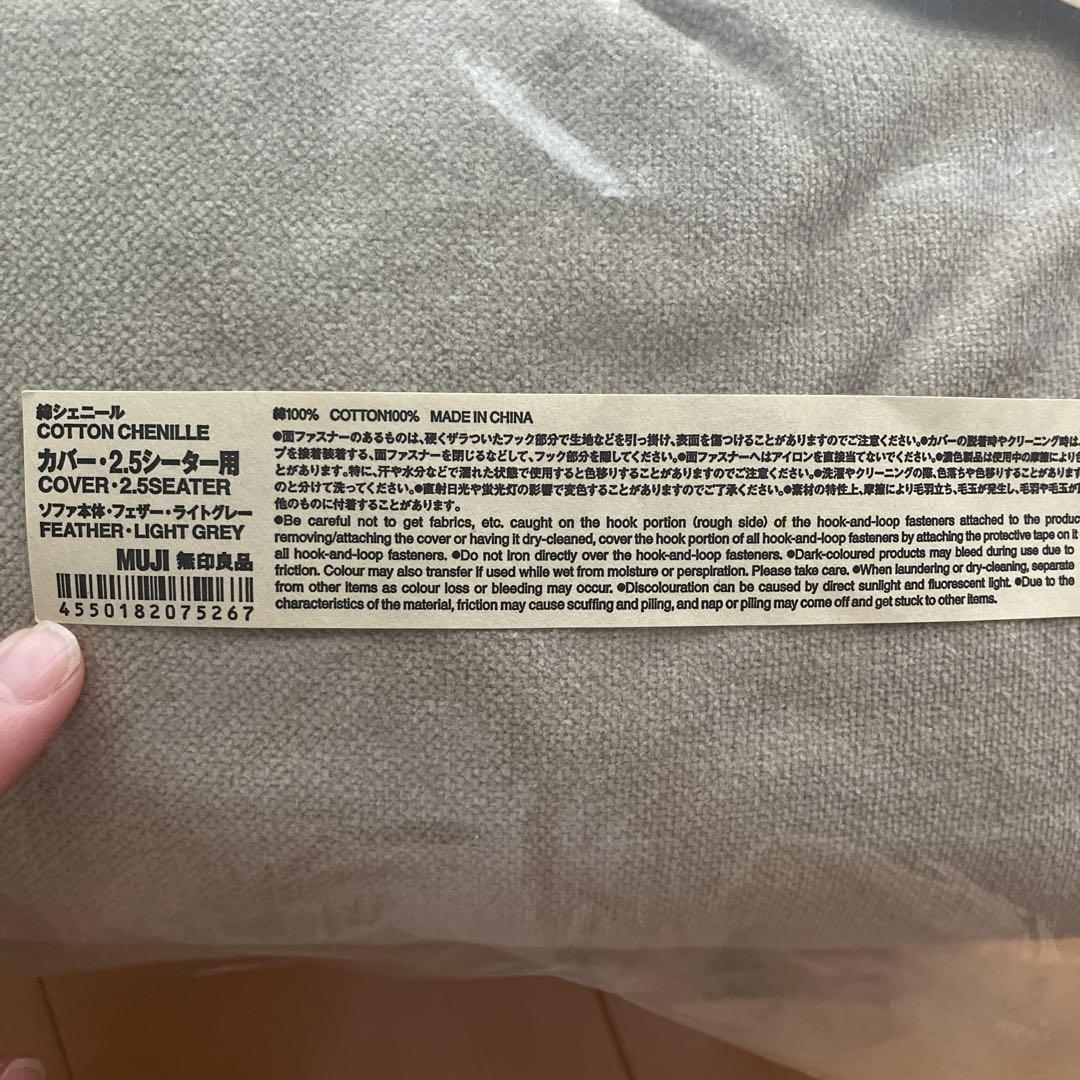 綿シェニール
COTTON CHENILLE
カバー・2.5シーター用
COVER・2.5SEATER
ソファ本体・フェザー・ライトグレー
FEATHER・LIGHT GREY
MUJI 無印良品
4550182075267
綿100% COTTON100% MADE IN CHINA
●面ファスナーのあるものは、硬くザラついたフック部分で生地などを引っ掛け、表面を傷つけることがありますのでご注意ください。●カバーの脱着時やクリーニング時は、
プを接着装着する、面ファスナーを閉じるなどして、フック部分を隠してください。●面ファスナーへはアイロンを直接当てないでください。●濃色製品は使用中の摩擦により色
とがあります。特に、汗や水分などで濡れた状態で使用すると色移りすることがありますのでご注意ください。●洗濯やクリーニングの際、色落ちや色移りすることがあります
のと分けて洗ってください。●直射日光や蛍光灯の影響で変色することがありますのでご了承ください。●素材の特性上、摩擦により毛羽立ち、毛玉が発生し、毛羽や毛玉が
他のものに付着することがあります。
●Be careful not to get fabrics, etc. caught on the hook portion (rough side) of the hook-and-loop fasteners attached to the produc
removing/attaching the cover or having it dry-cleaned, cover the hook portion of all hook-and-loop fasteners by attaching the protective tape on it
all hook-and-loop fasteners. ●Do not iron directly over the hook-and-loop fasteners. ●Dark-coloured products may bleed during use due to
friction. Colour may also transfer if used while wet from moisture or perspiration. Please take care. ●When laundering or dry-cleaning, separate
from other items as colour loss or bleeding may occur. ●Discolouration can be caused by direct sunlight and fluorescent light. ●Due to the
characteristics of the material, friction may cause scuffing and piling, and nap or piling may come off and get stuck to other items.